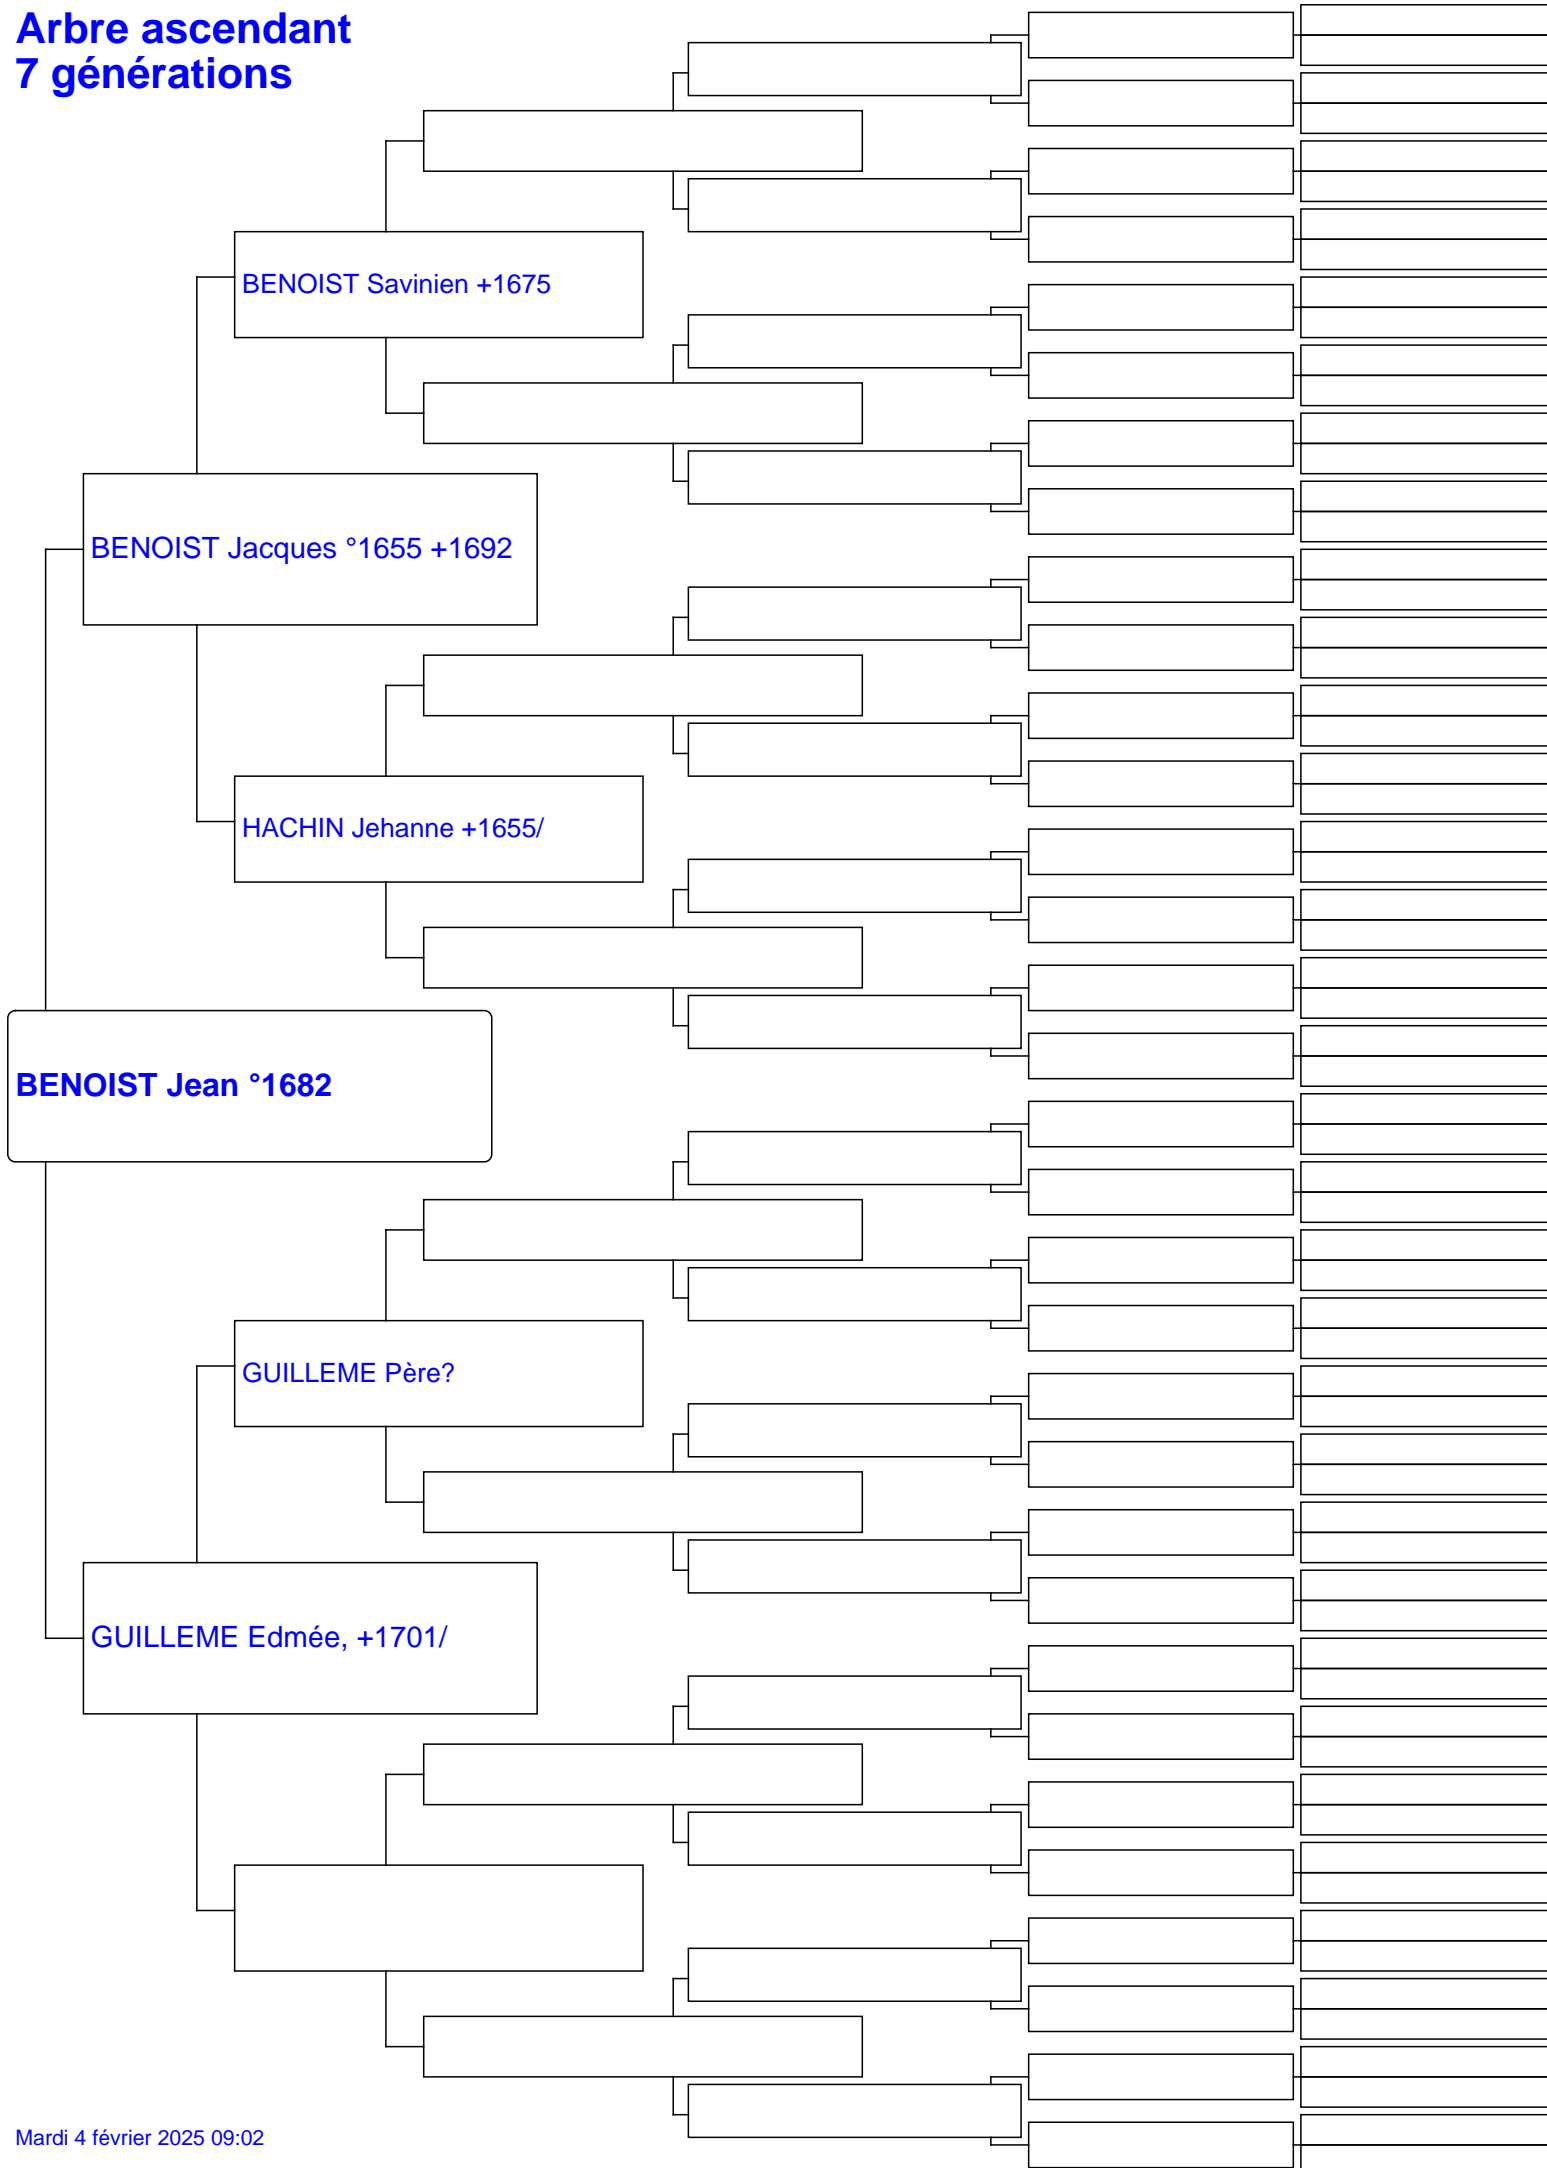 Arbre ascendant
7 générations
BENOIST Savinien +1675
BENOIST Jacques °1655 +1692
HACHIN Jehanne +1655/
BENOIST Jean °1682
GUILLEME Père?
GUILLEME Edmée, +1701/
Mardi 4 février 2025 09:02